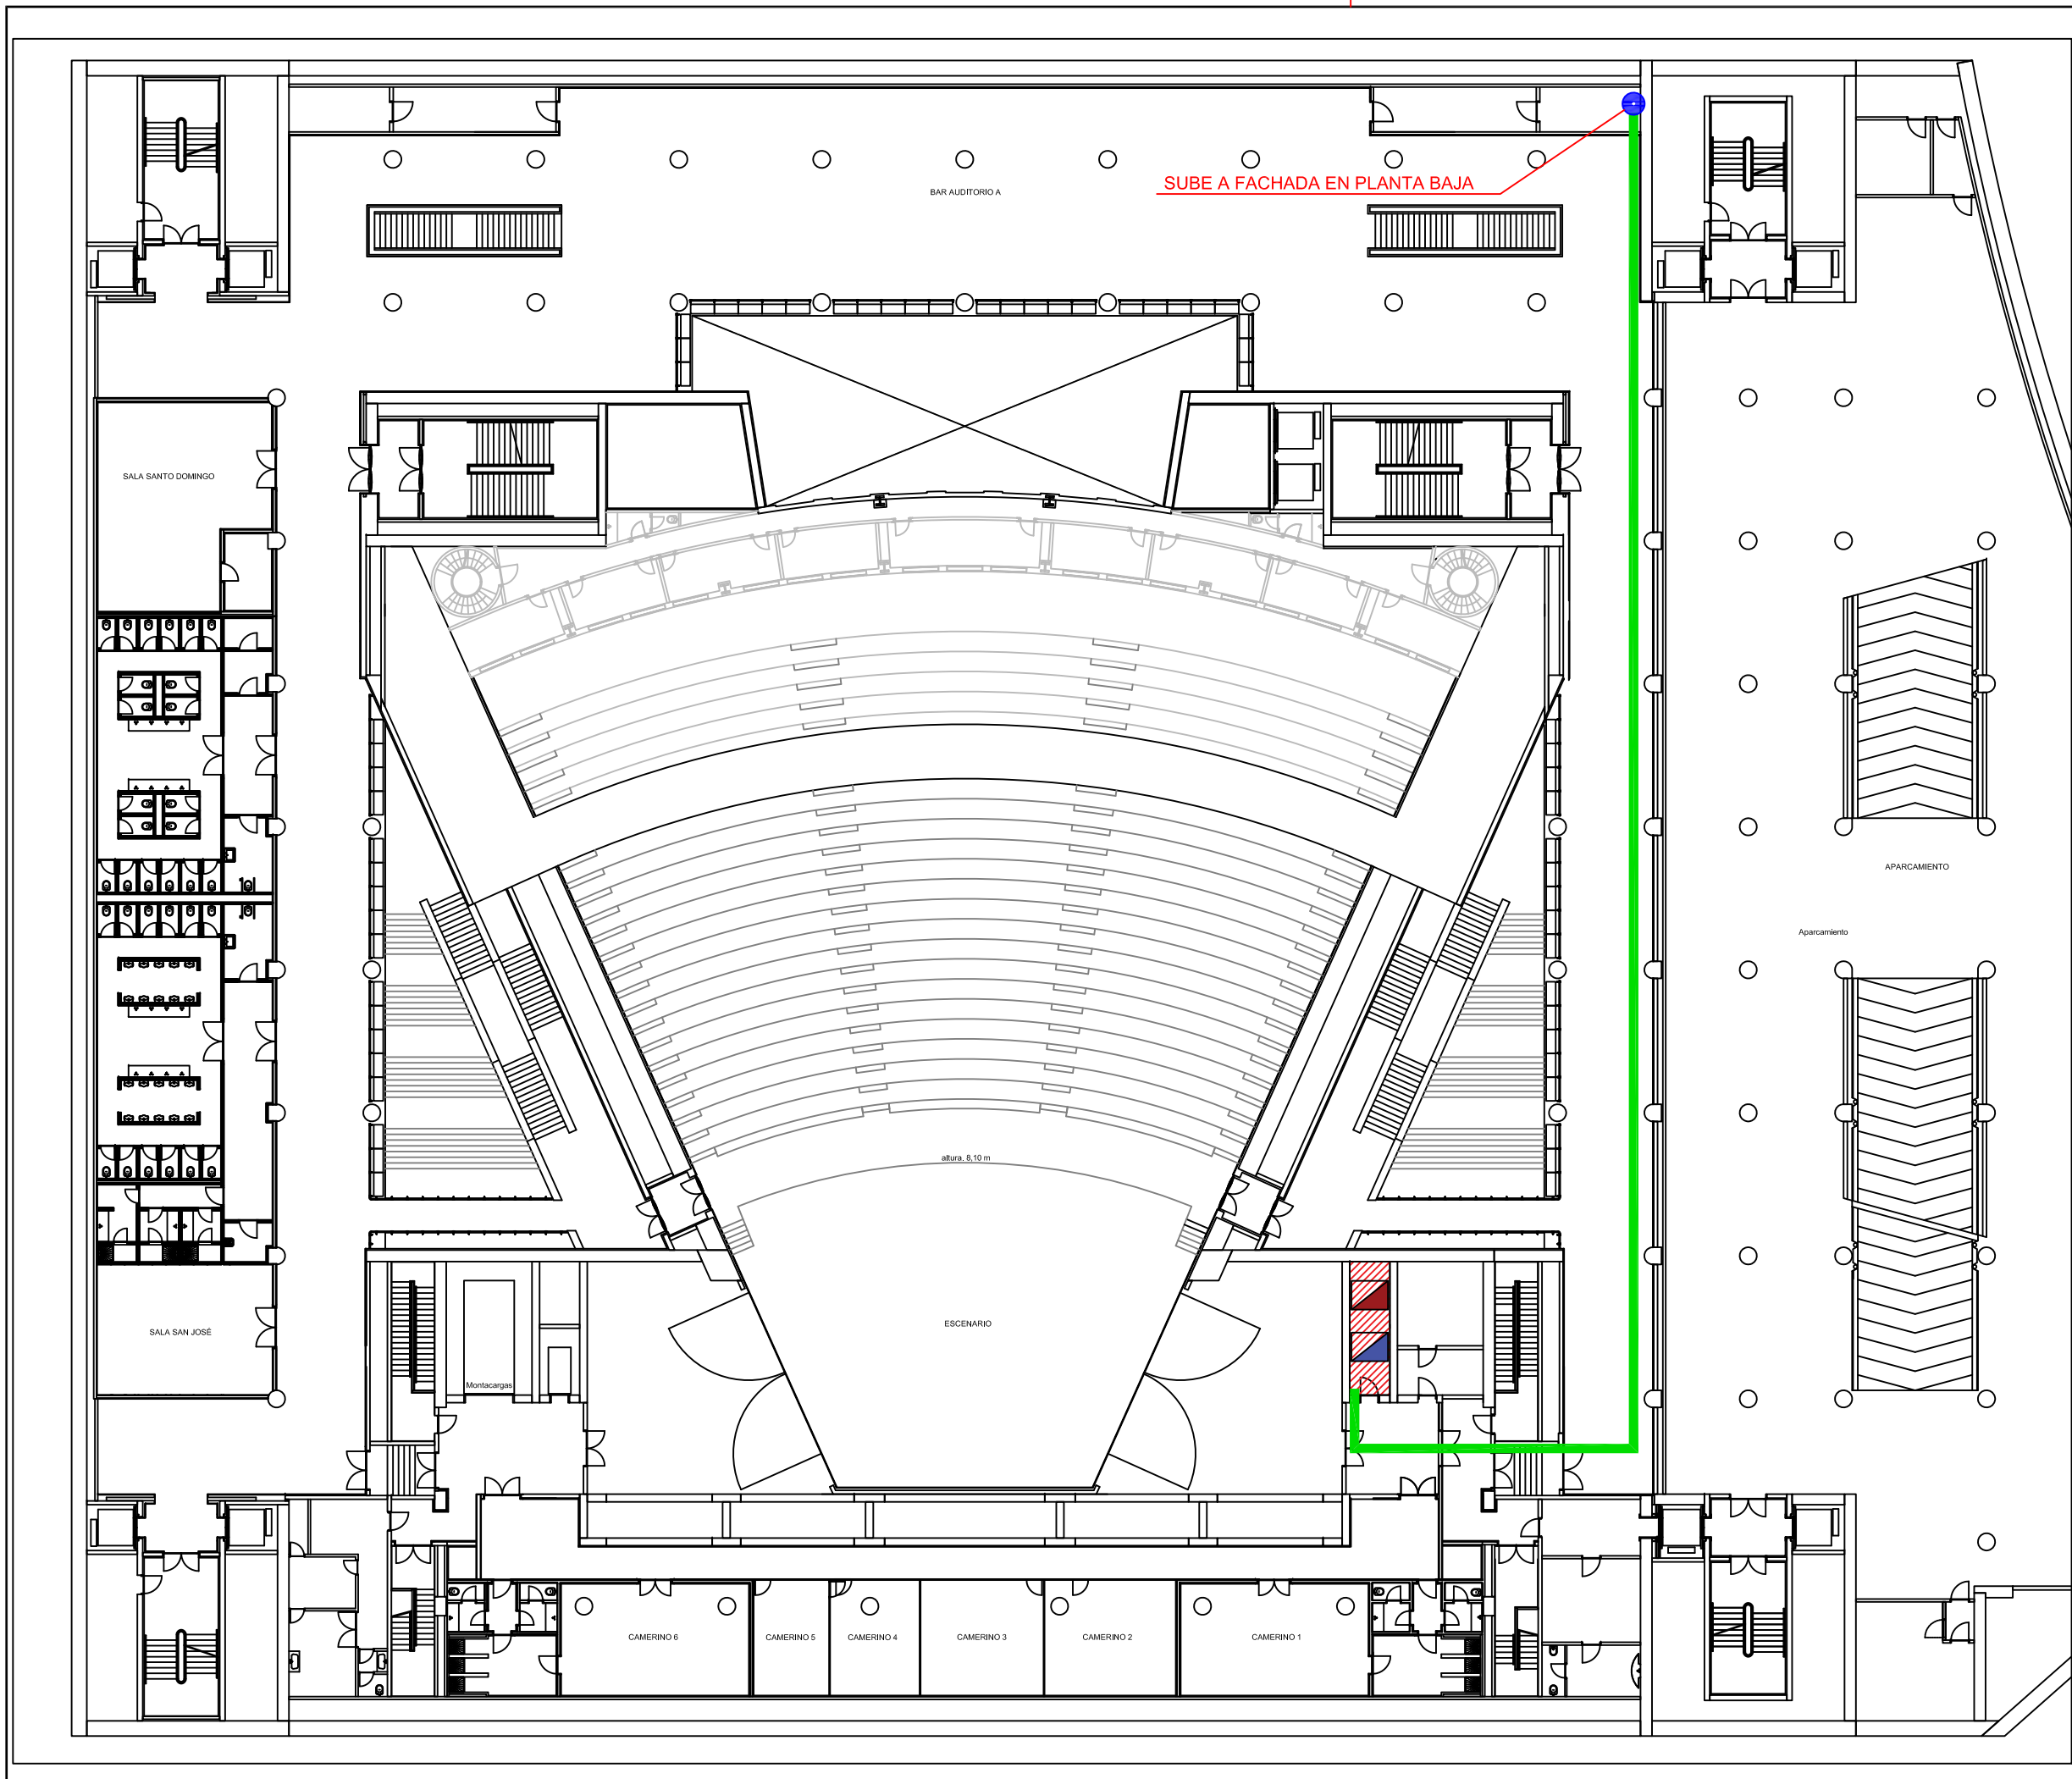 SUBE A FACHADA EN PLANTA BAJA
BAR AUDITORIO A
SALA SANTO DOMINGO
APARCAMIENTO
Aparcamiento
altura, 8,10 m
ESCENARIO
SALA SAN JOSÉ
Montacargas
CAMERINO 6
CAMERINO 5
CAMERINO 4
CAMERINO 3
CAMERINO 2
CAMERINO 1